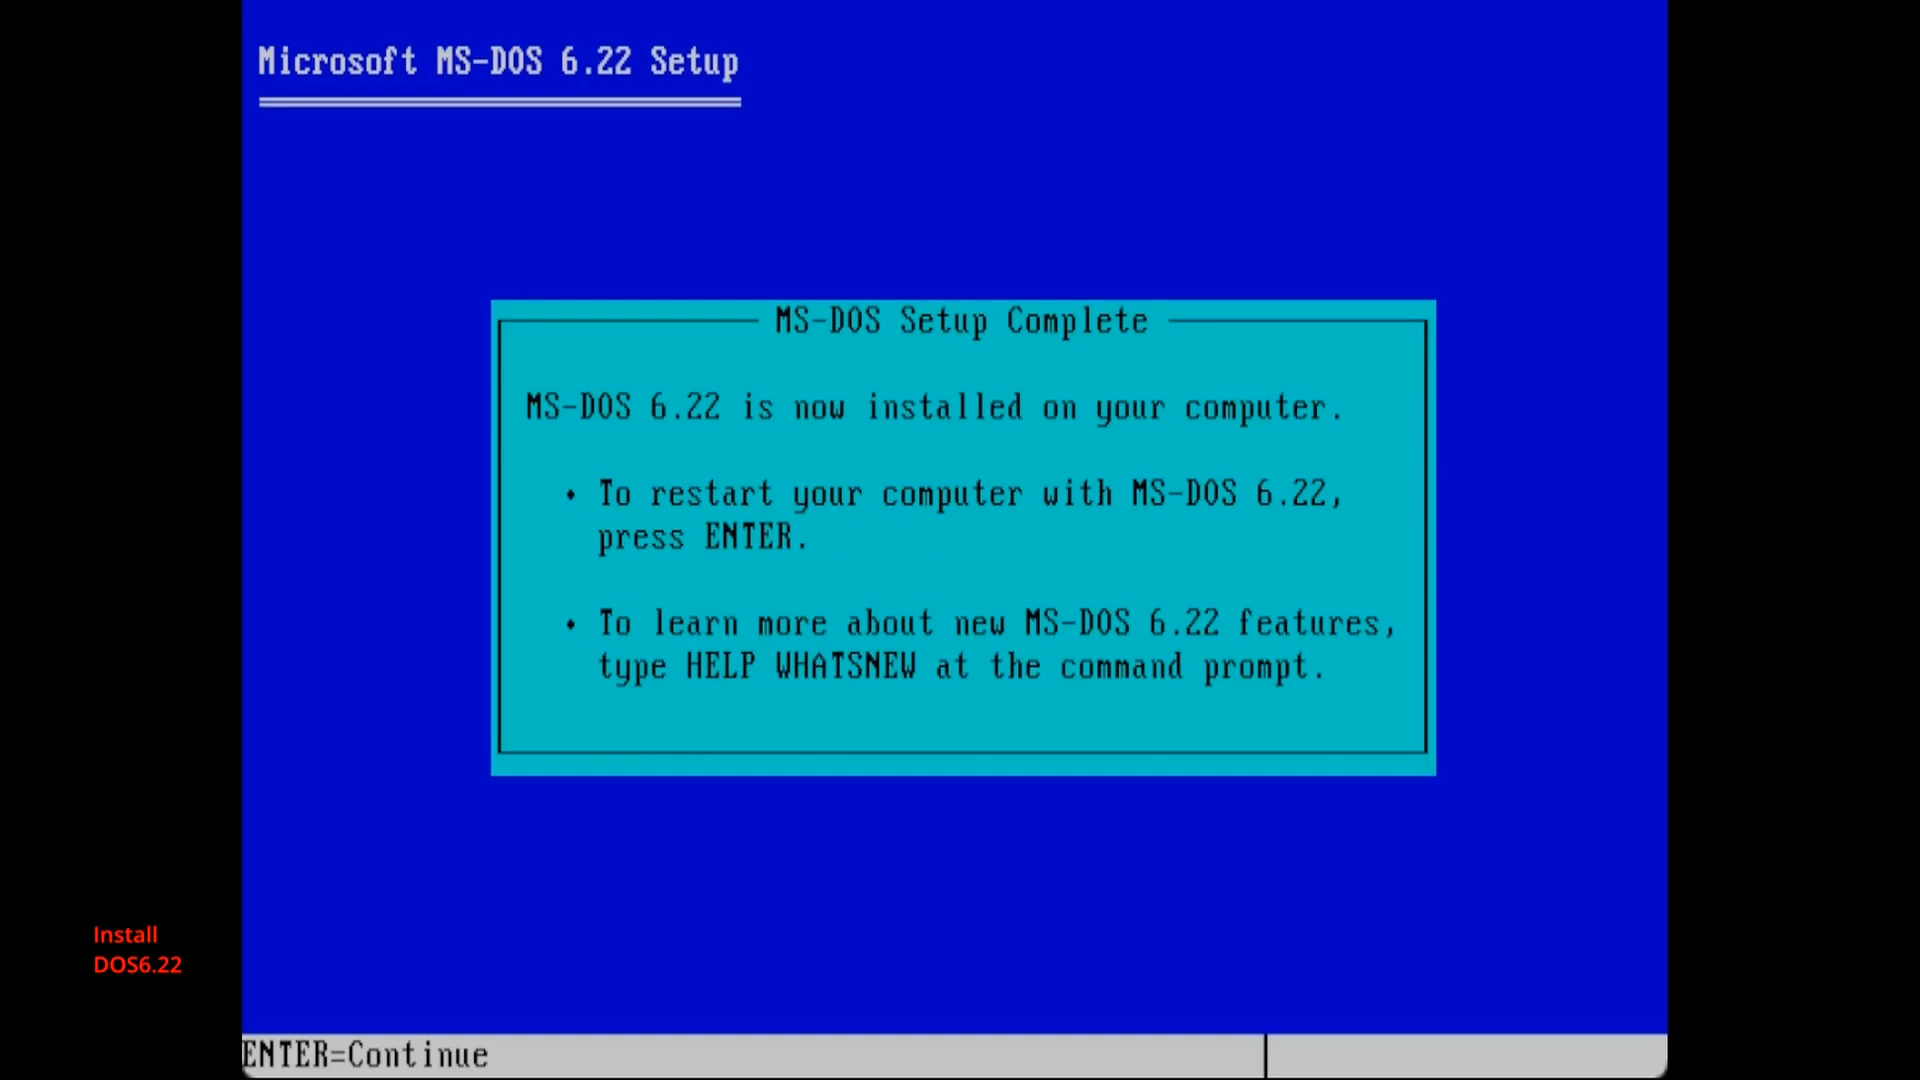 Microsoft MS-DOS 6.22 Setup
MS-DOS Setup Complete
MS-DOS 6.22 is now installed on your computer.
• To restart your computer with MS-DOS 6.22,
press ENTER.
• To learn more about new MS-DOS 6.22 features,
type HELP WHATSNEW at the command prompt.
Install
DOS6.22
ENTER=Continue